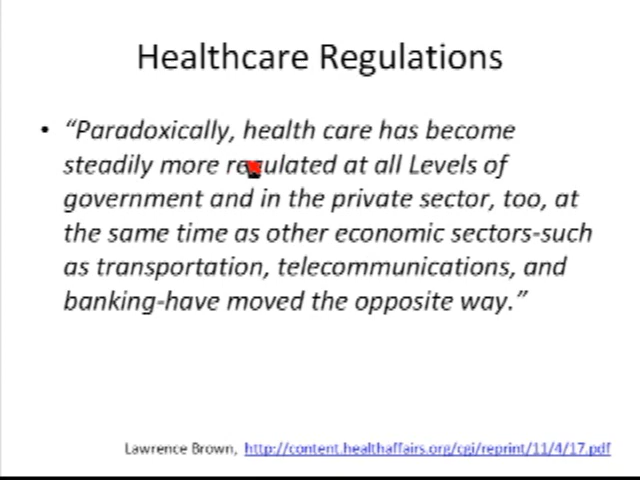 Healthcare Regulations
• “Paradoxically, health care has become
steadily more regulated at all Levels of
government and in the private sector, too, at
the same time as other economic sectors-such
as transportation, telecommunications, and
banking-have moved the opposite way.”
Lawrence Brown, http://content.healthaffairs.org/cgi/reprint/11/4/17.pdf